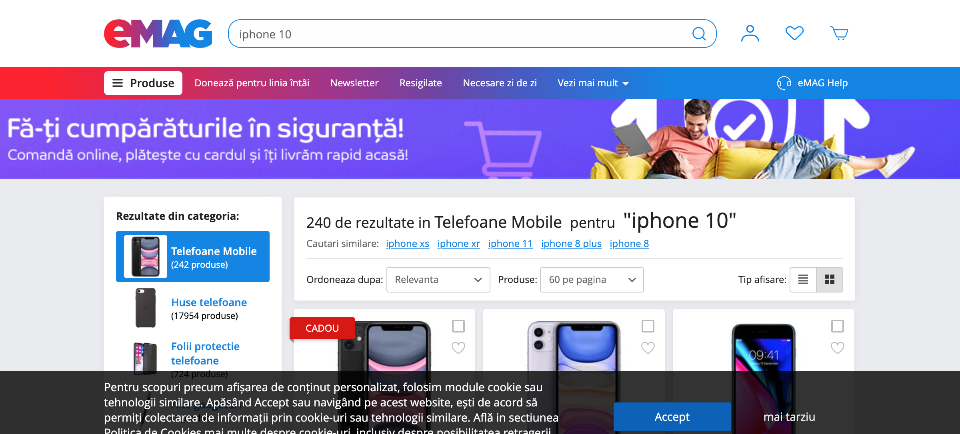 eMAG
iphone 10
Produse
Donează pentru linia întâi
Newsletter
Resigilate
Necesare zi de zi
Vezi mai mult
eMAG Help
Fă-ți cumpărăturile în siguranță!
Comandă online, plătește cu cardul și îți livrăm rapid acasă!
Rezultate din categoria:
Telefoane Mobile
(242 produse)
Huse telefoane
(17954 produse)
Folii protectie
telefoane
240 de rezultate in Telefoane Mobile pentru "iphone 10"
Cautari similare: iphone xs iphone xr iphone 11 iphone 8 plus iphone 8
Ordoneaza dupa: Relevanta Produse: 60 pe pagina Tip afisare:
CADOU
09:41
Pentru scopuri precum afișarea de conținut personalizat, folosim module cookie sau
tehnologii similare. Apăsând Accept sau navigând pe acest website, ești de acord să
permiți colectarea de informații prin cookie-uri sau tehnologii similare. Află in sectiunea
Politica de Cookies mai multe despre cookie-uri, inclusiv despre posibilitatea retragerii
Accept
mai tarziu